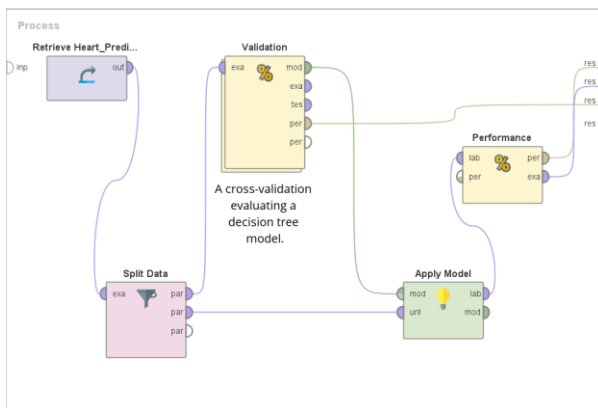 Process
Retrieve Heart_Predi...
inp
out
Validation
exa
mod
exa
tes
per
per
A cross-validation
evaluating a
decision tree
model.
res
res
res
res
Performance
lab
per
per
exa
Split Data
exa
par
par
par
Apply Model
mod
lab
unl
mod